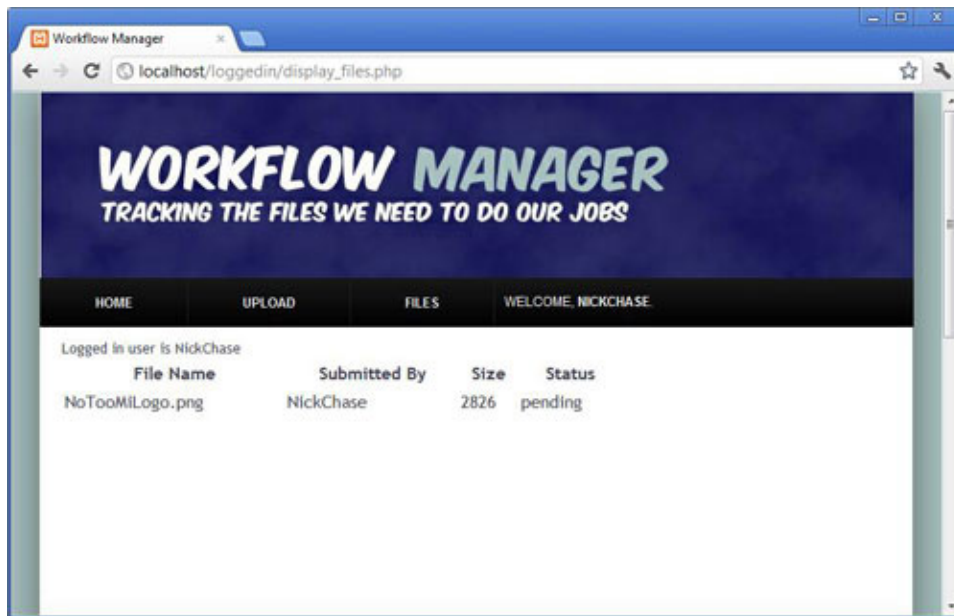 Workflow Manager
localhost/loggedin/display_files.php
WORKFLOW MANAGER
TRACKING THE FILES WE NEED TO DO OUR JOBS
HOME UPLOAD FILES WELCOME, NICKCHASE.
Logged in user is NickChase
File Name Submitted By Size Status
NoTooMiLogo.png NickChase 2826 pending